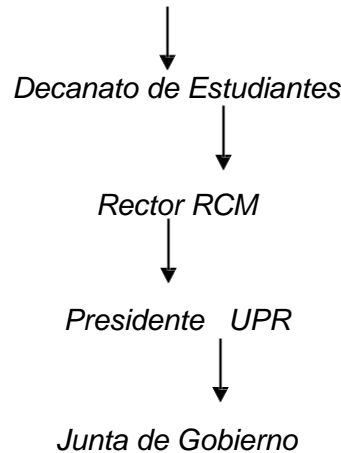 Decanato de Estudiantes
Rector RCM
Presidente UPR
Junta de Gobierno